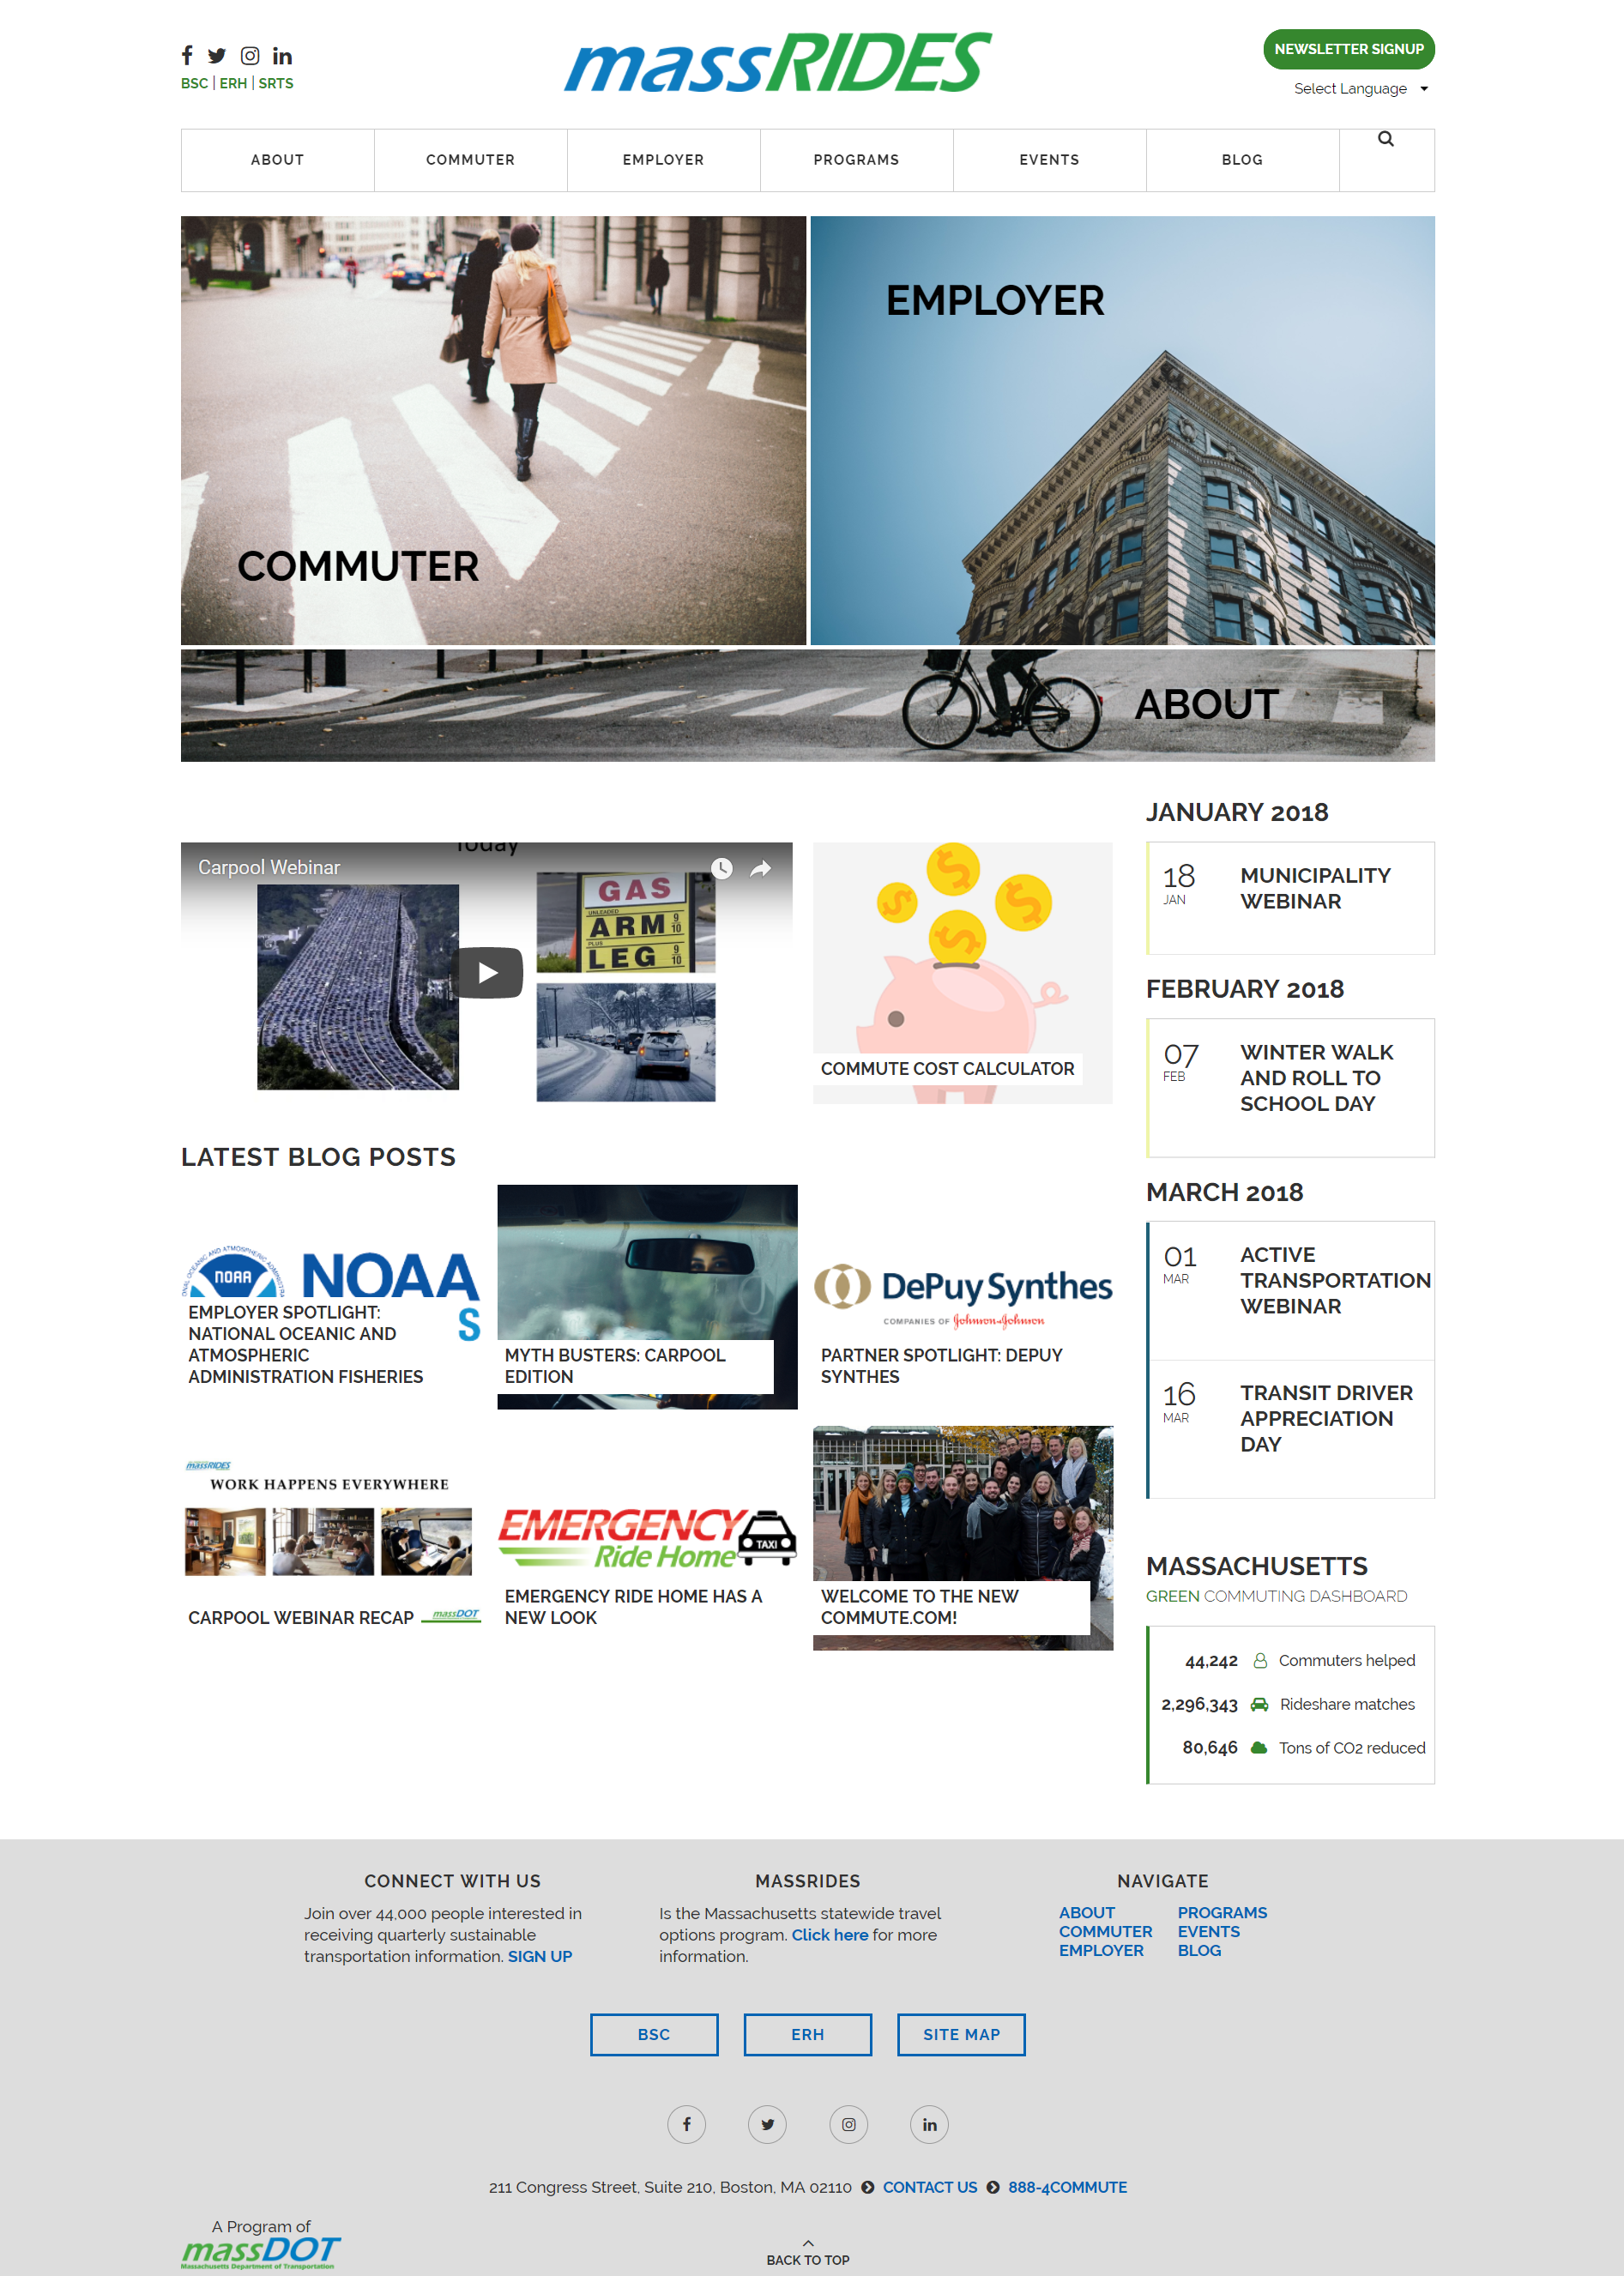 massRIDES
NEWSLETTER SIGNUP
BSC | ERH | SRTS
Select Language
ABOUT
COMMUTER
EMPLOYER
PROGRAMS
EVENTS
BLOG
EMPLOYER
COMMUTER
ABOUT
Today
Carpool Webinar
GAS
UNLEADED
ARM 9/10
PLUS
LEG 9/10
COMMUTE COST CALCULATOR
LATEST BLOG POSTS
NOAA
NOAA
S
EMPLOYER SPOTLIGHT:
NATIONAL OCEANIC AND
ATMOSPHERIC
ADMINISTRATION FISHERIES
MYTH BUSTERS: CARPOOL
EDITION
DePuy Synthes
COMPANIES OF Johnson & Johnson
PARTNER SPOTLIGHT: DEPUY
SYNTHES
massRIDES
WORK HAPPENS EVERYWHERE
CARPOOL WEBINAR RECAP
massDOT
EMERGENCY
Ride Home
TAXI
EMERGENCY RIDE HOME HAS A
NEW LOOK
WELCOME TO THE NEW
COMMUTE.COM!
JANUARY 2018
18
JAN
MUNICIPALITY
WEBINAR
FEBRUARY 2018
07
FEB
WINTER WALK
AND ROLL TO
SCHOOL DAY
MARCH 2018
01
MAR
ACTIVE
TRANSPORTATION
WEBINAR
16
MAR
TRANSIT DRIVER
APPRECIATION
DAY
MASSACHUSETTS
GREEN COMMUTING DASHBOARD
44,242 Commuters helped
2,296,343 Rideshare matches
80,646 Tons of CO2 reduced
CONNECT WITH US
Join over 44,000 people interested in
receiving quarterly sustainable
transportation information. SIGN UP
MASSRIDES
Is the Massachusetts statewide travel
options program. Click here for more
information.
NAVIGATE
ABOUT
COMMUTER
EMPLOYER
PROGRAMS
EVENTS
BLOG
BSC
ERH
SITE MAP
211 Congress Street, Suite 210, Boston, MA 02110 CONTACT US 888-4COMMUTE
A Program of
massDOT
Massachusetts Department of Transportation
BACK TO TOP